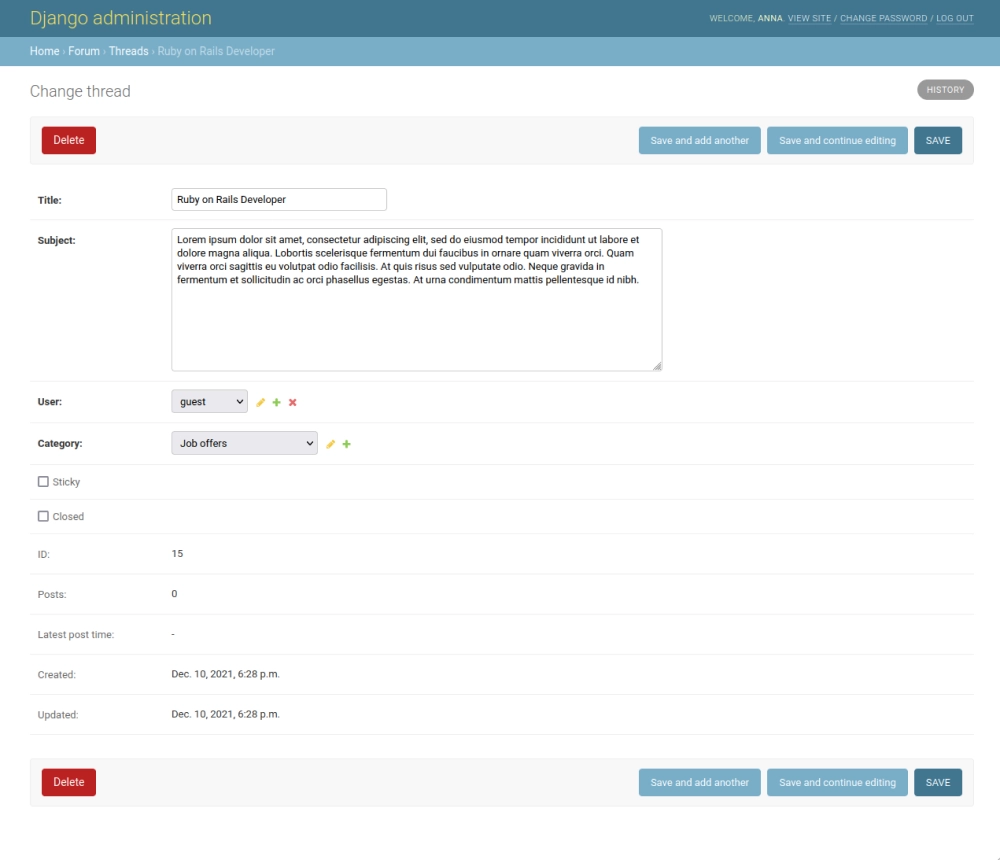 Django administration
WELCOME, ANNA. VIEW SITE / CHANGE PASSWORD / LOG OUT
Home › Forum › Threads › Ruby on Rails Developer
Change thread
HISTORY
Delete
Save and add another
Save and continue editing
SAVE
Title:
Ruby on Rails Developer
Subject:
Lorem ipsum dolor sit amet, consectetur adipiscing elit, sed do eiusmod tempor incididunt ut labore et
dolore magna aliqua. Lobortis scelerisque fermentum dui faucibus in ornare quam viverra orci. Quam
viverra orci sagittis eu volutpat odio facilisis. At quis risus sed vulputate odio. Neque gravida in
fermentum et sollicitudin ac orci phasellus egestas. At urna condimentum mattis pellentesque id nibh.
User:
guest
Category:
Job offers
Sticky
Closed
ID:
15
Posts:
0
Latest post time:
-
Created:
Dec. 10, 2021, 6:28 p.m.
Updated:
Dec. 10, 2021, 6:28 p.m.
Delete
Save and add another
Save and continue editing
SAVE